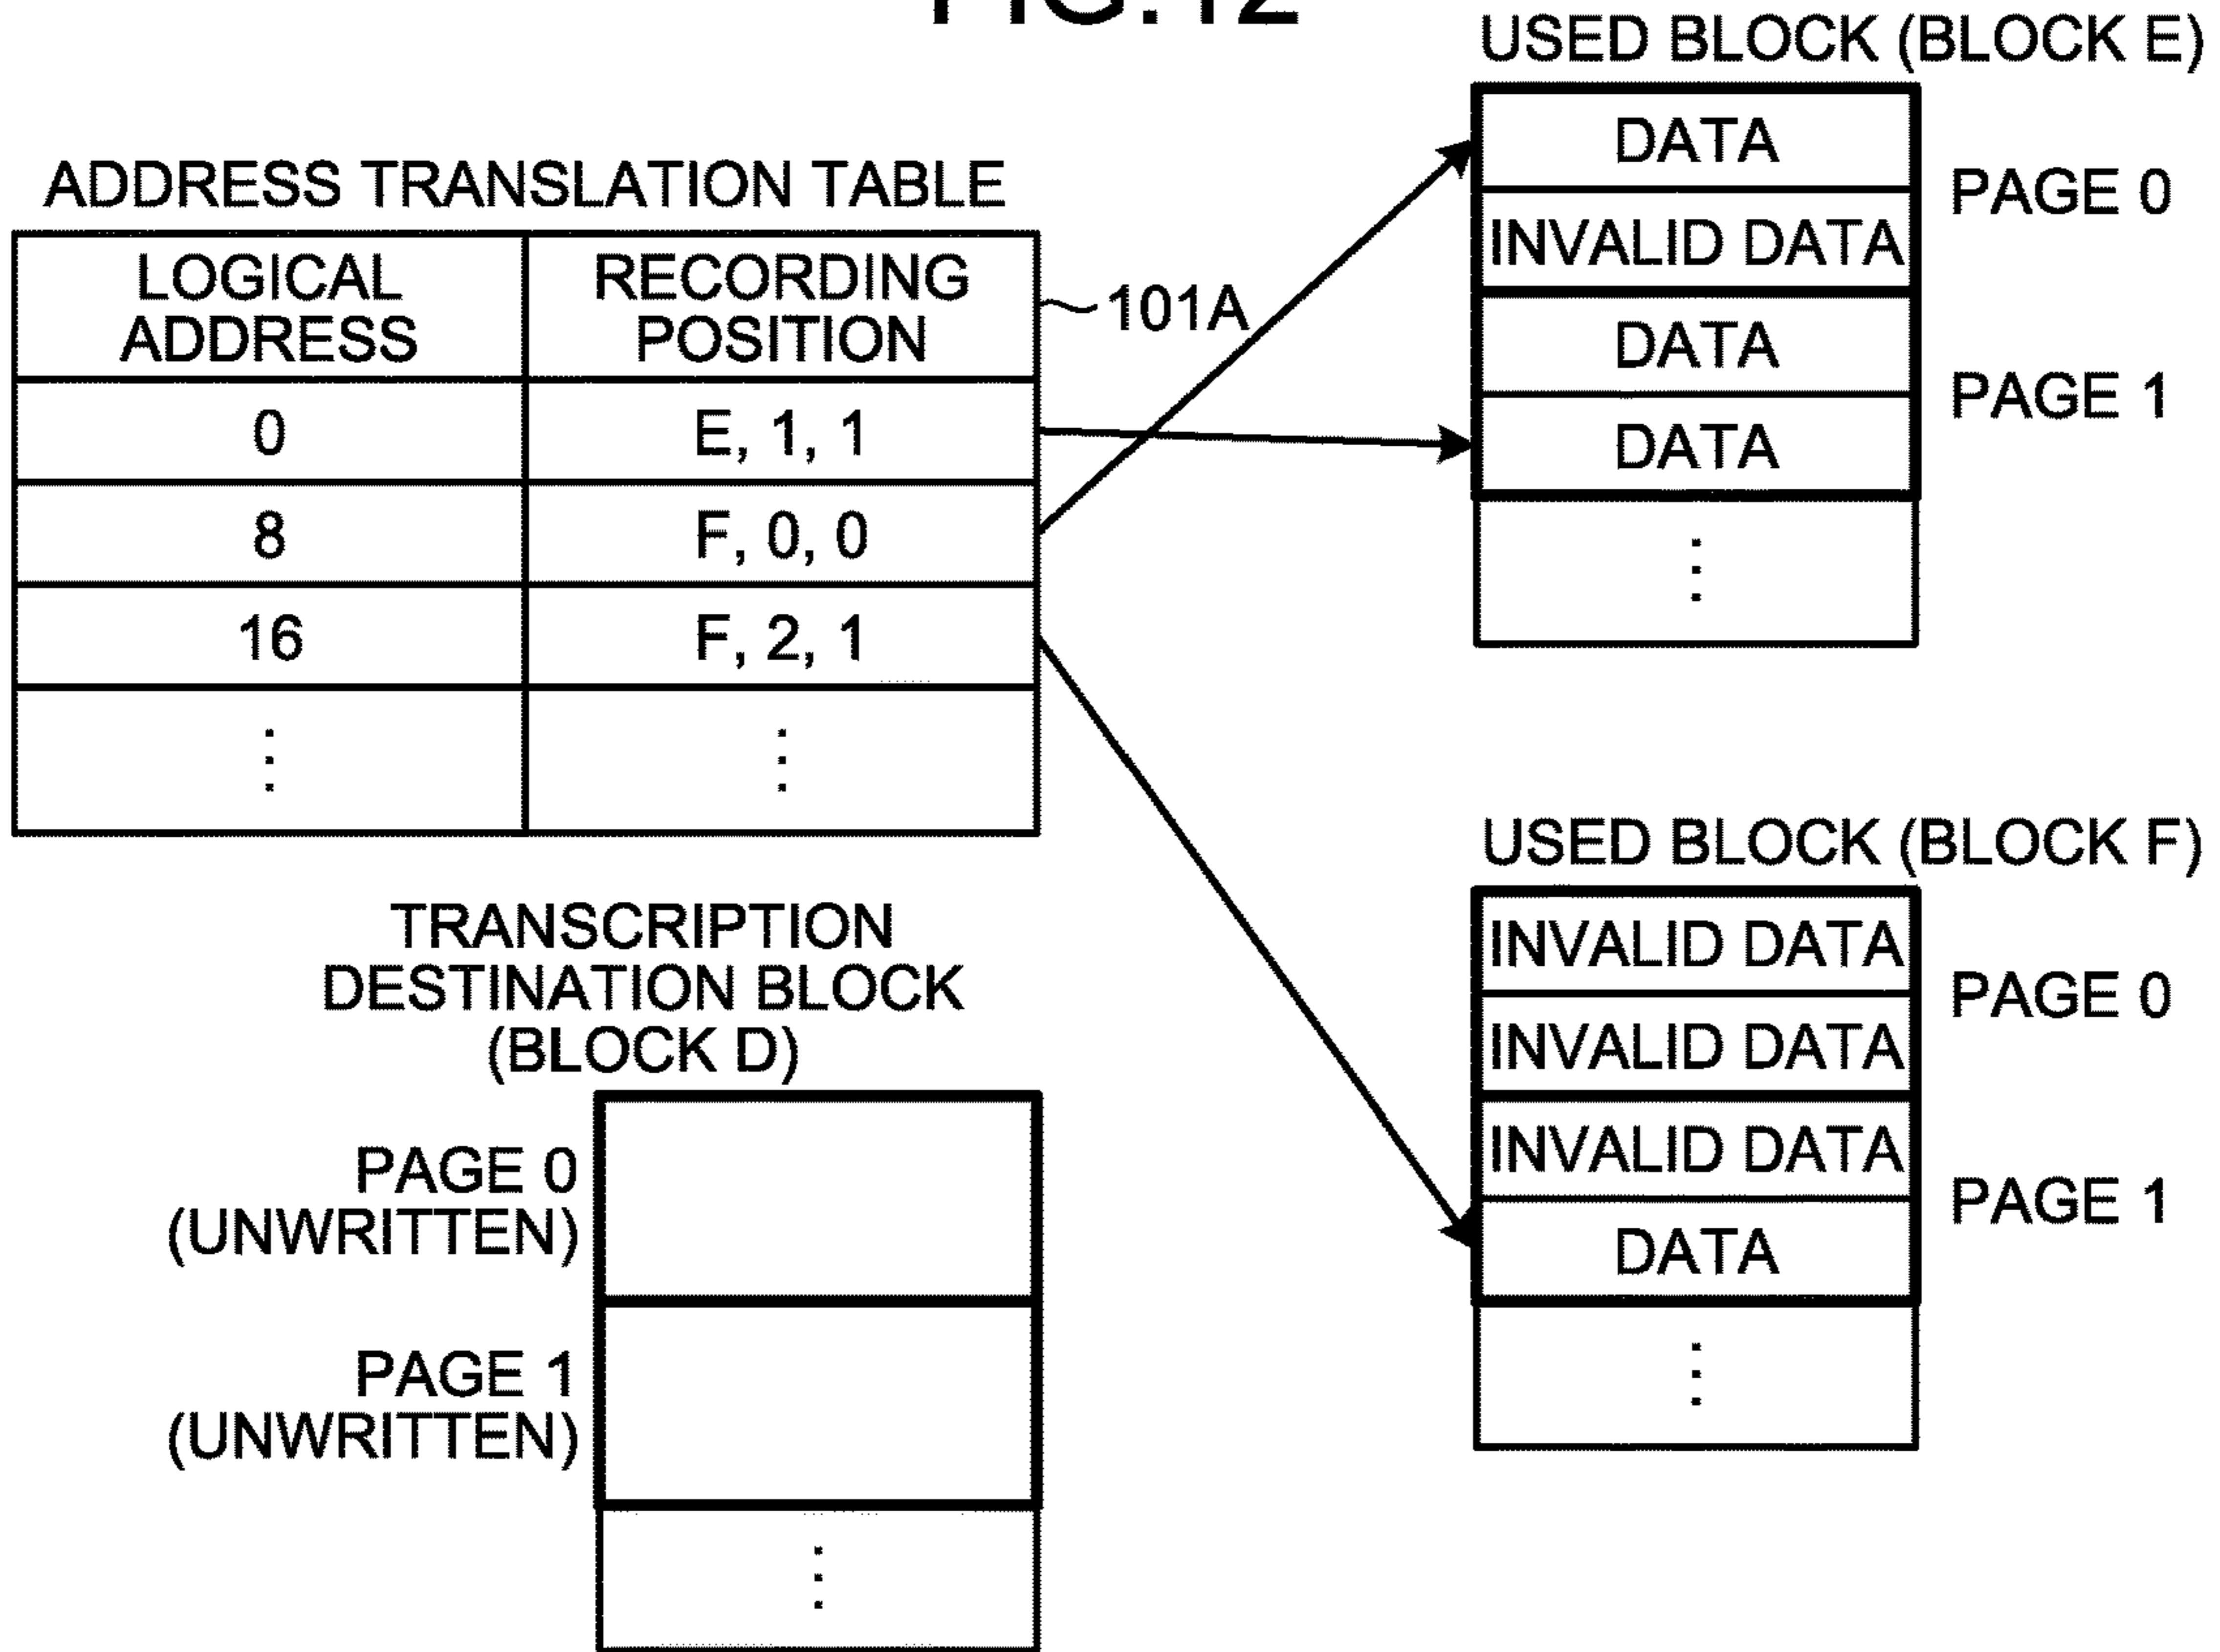 FIG.12
ADDRESS TRANSLATION TABLE
LOGICAL
ADDRESS
RECORDING
POSITION
101A
0
E, 1, 1
8
F, 0, 0
16
F, 2, 1
TRANSCRIPTION
DESTINATION BLOCK
(BLOCK D)
PAGE 0
(UNWRITTEN)
PAGE 1
(UNWRITTEN)
USED BLOCK (BLOCK E)
DATA
INVALID DATA
PAGE 0
DATA
DATA
PAGE 1
USED BLOCK (BLOCK F)
INVALID DATA
INVALID DATA
PAGE 0
INVALID DATA
DATA
PAGE 1